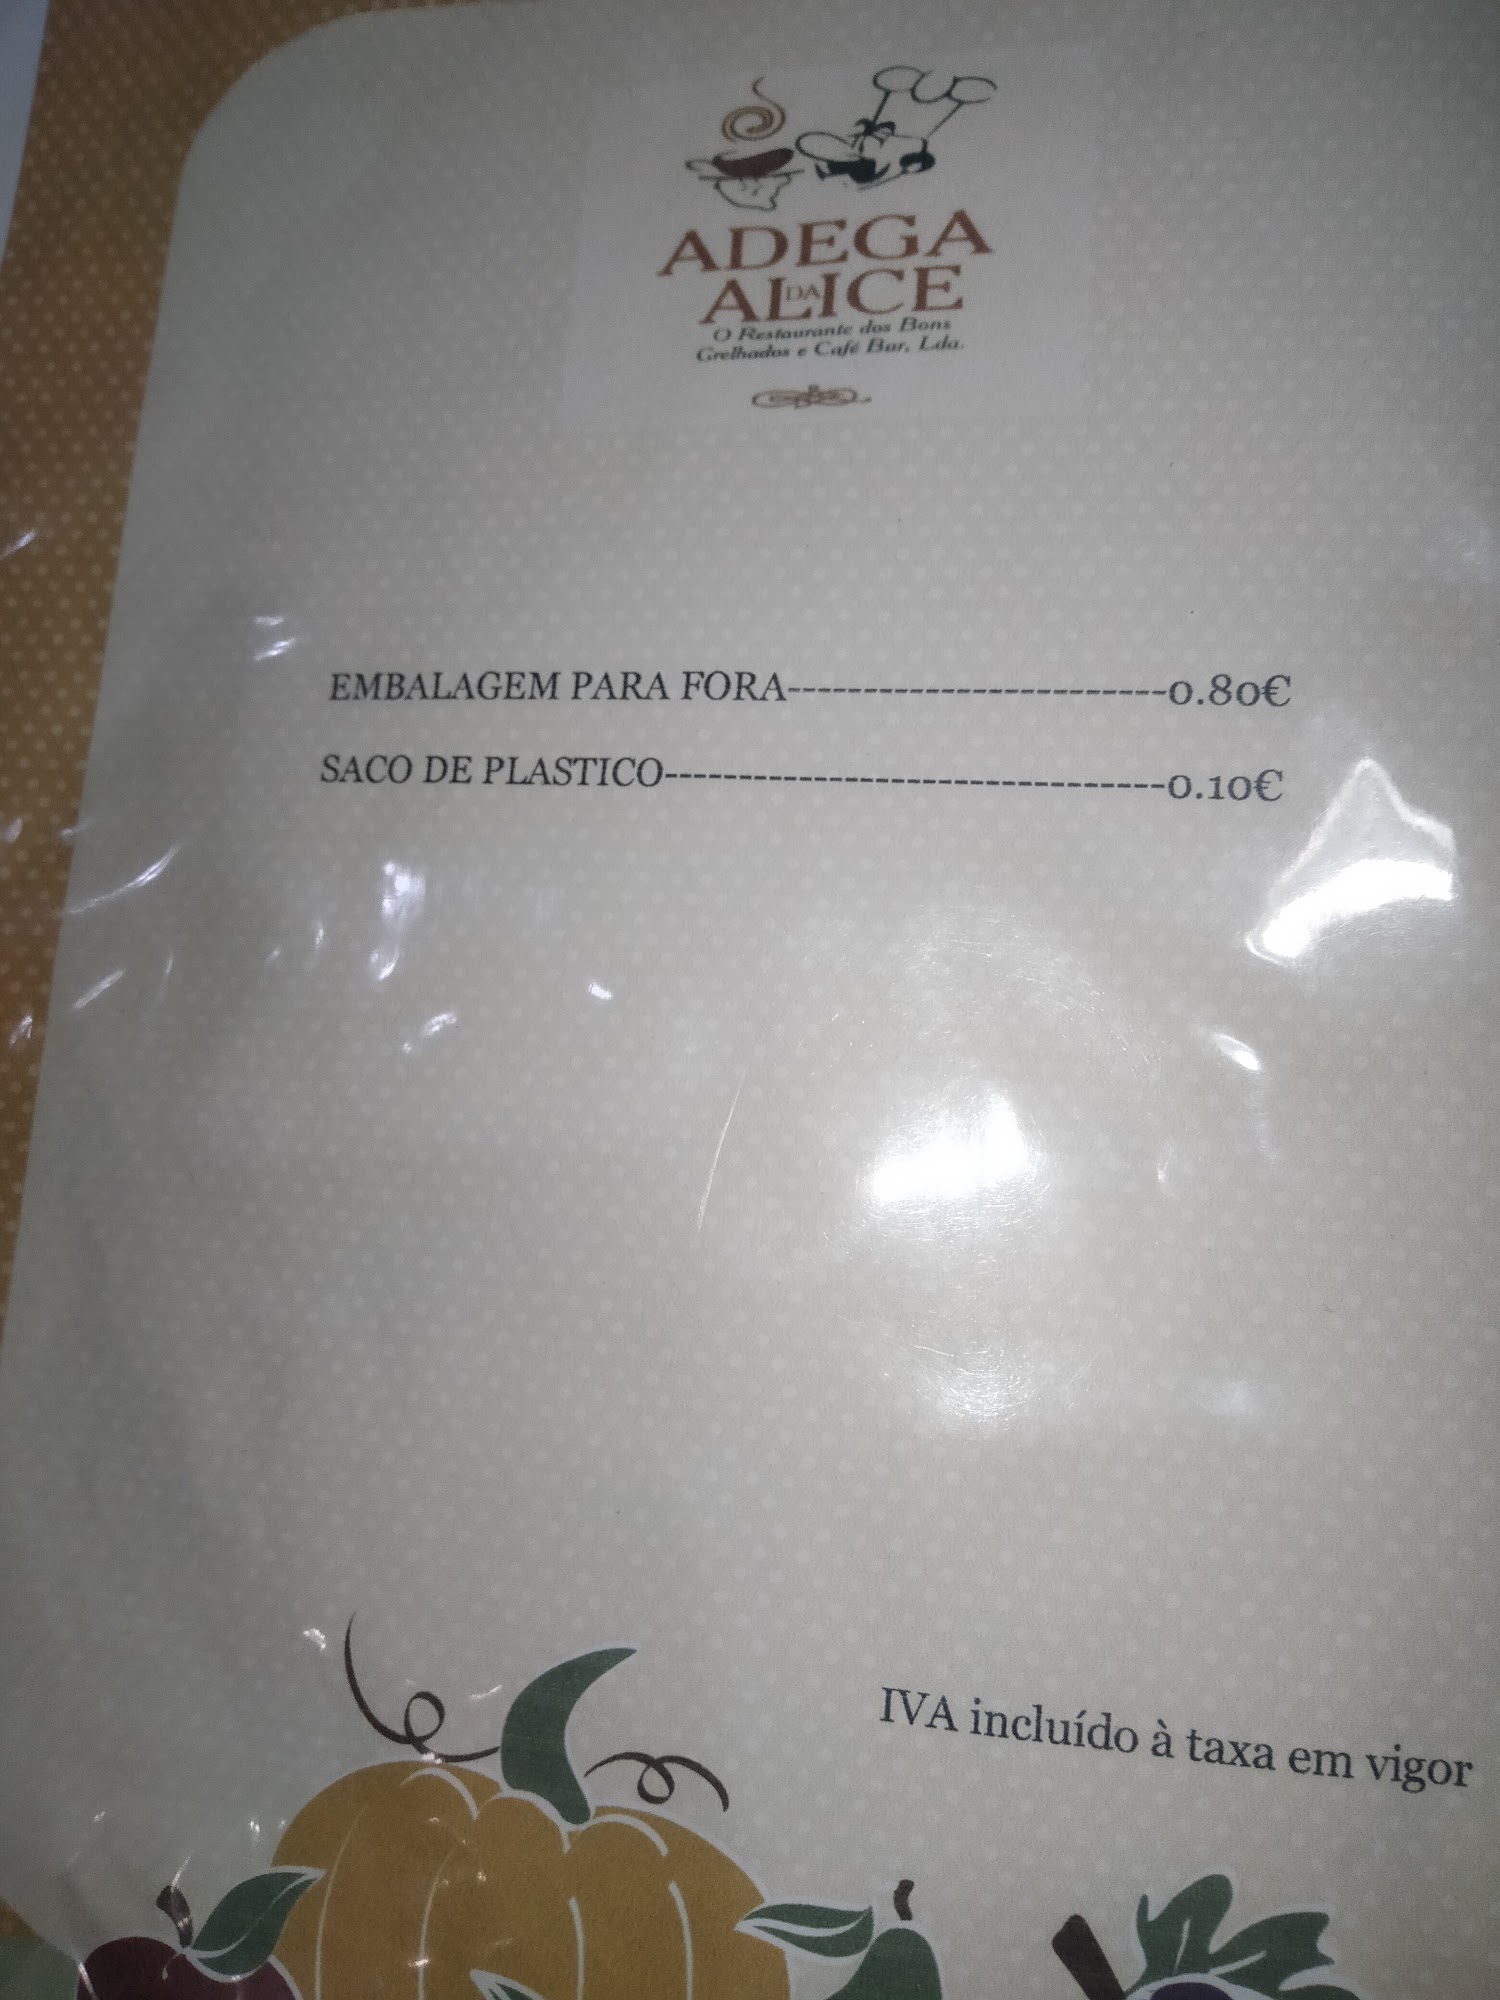 ADEGA
DA
ALICE
O Restaurante dos Bons
Grelhados e Café Bar, Lda.
EMBALAGEM PARA FORA-------------------------0.80€
SACO DE PLASTICO---------------------------------0.10€
IVA incluído à taxa em vigor